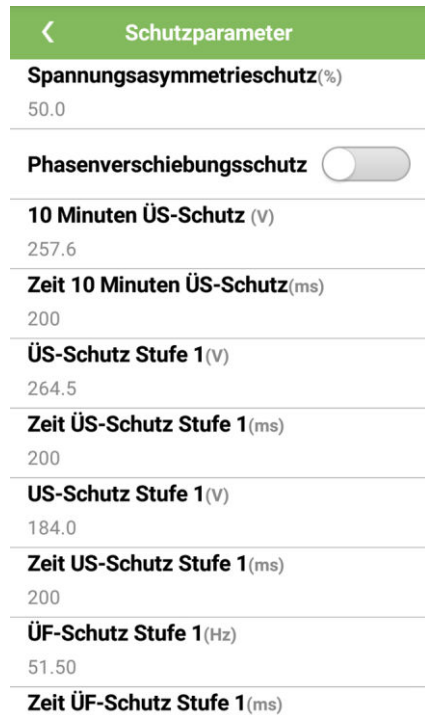 Schutzparameter
Spannungsasymmetrieschutz(%)
50.0
Phasenverschiebungsschutz
10 Minuten ÜS-Schutz (V)
257.6
Zeit 10 Minuten ÜS-Schutz(ms)
200
ÜS-Schutz Stufe 1(V)
264.5
Zeit ÜS-Schutz Stufe 1(ms)
200
US-Schutz Stufe 1(V)
184.0
Zeit US-Schutz Stufe 1(ms)
200
ÜF-Schutz Stufe 1(Hz)
51.50
Zeit ÜF-Schutz Stufe 1(ms)